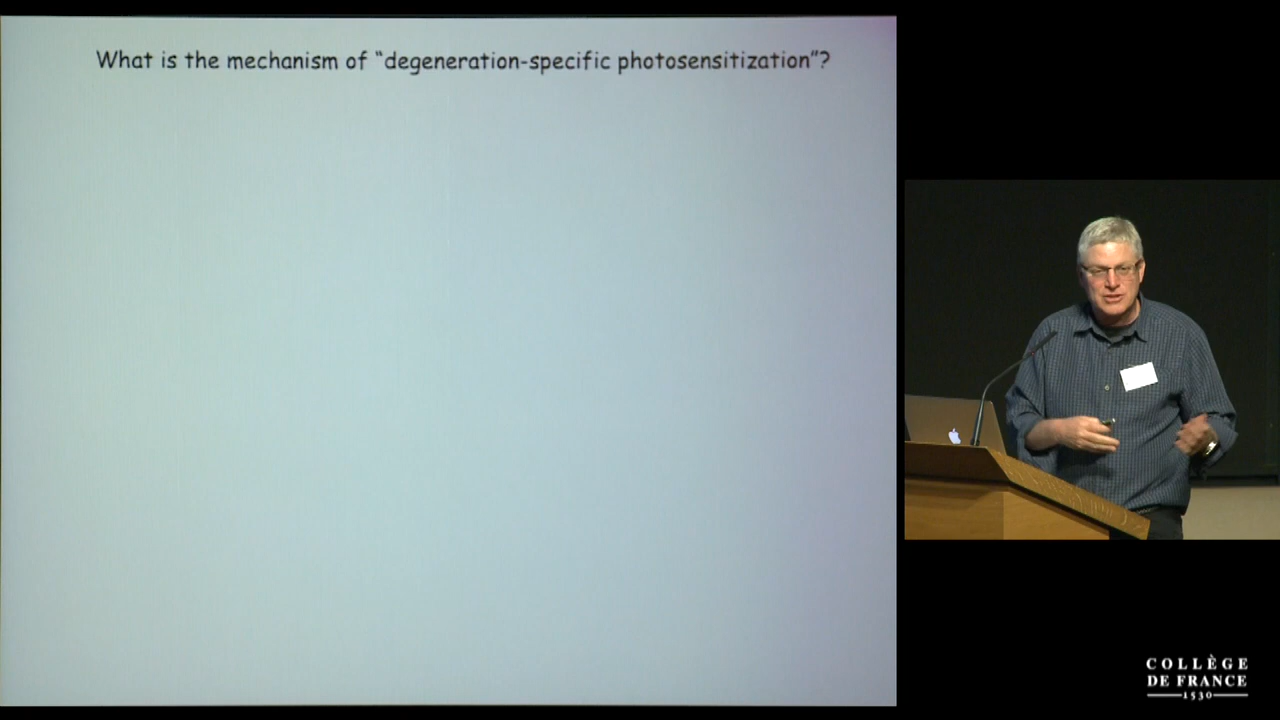 What is the mechanism of “degeneration-specific photosensitization”?
COLLÈGE
DE FRANCE
1530